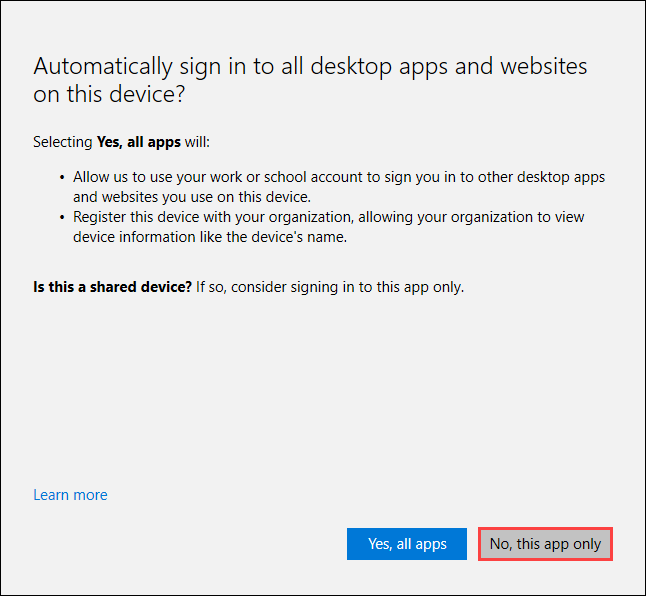 Automatically sign in to all desktop apps and websites
on this device?
Selecting Yes, all apps will:
• Allow us to use your work or school account to sign you in to other desktop apps
and websites you use on this device.
• Register this device with your organization, allowing your organization to view
device information like the device's name.
Is this a shared device? If so, consider signing in to this app only.
Learn more
Yes, all apps
No, this app only